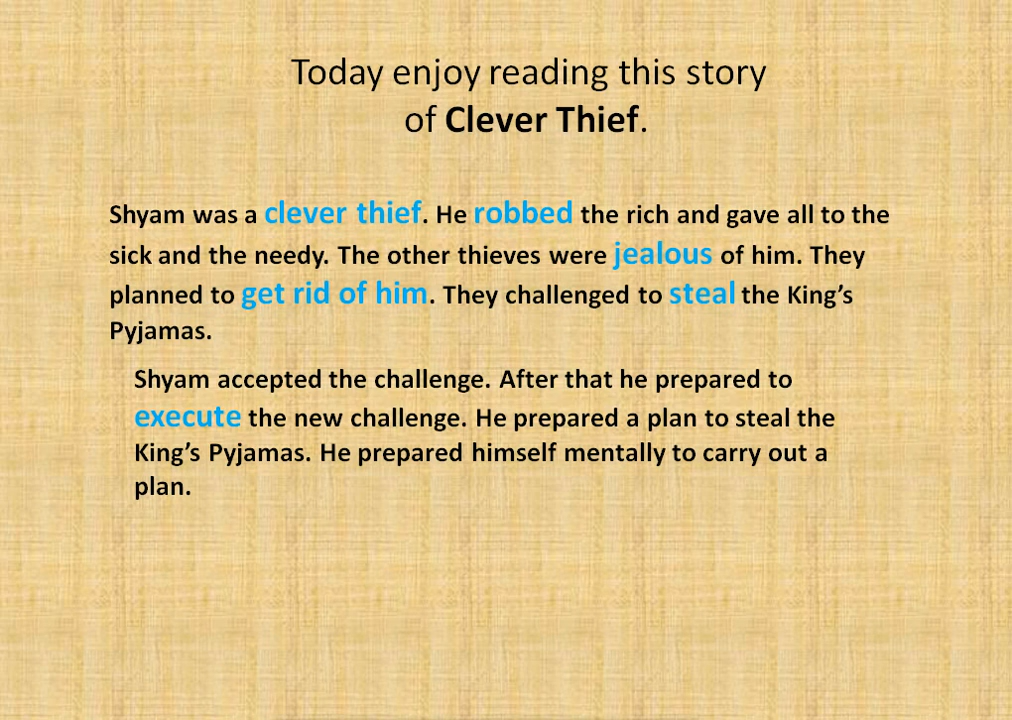 Today enjoy reading this story
of Clever Thief.
Shyam was a clever thief. He robbed the rich and gave all to the
sick and the needy. The other thieves were jealous of him. They
planned to get rid of him. They challenged to steal the King’s
Pyjamas.
Shyam accepted the challenge. After that he prepared to
execute the new challenge. He prepared a plan to steal the
King’s Pyjamas. He prepared himself mentally to carry out a
plan.